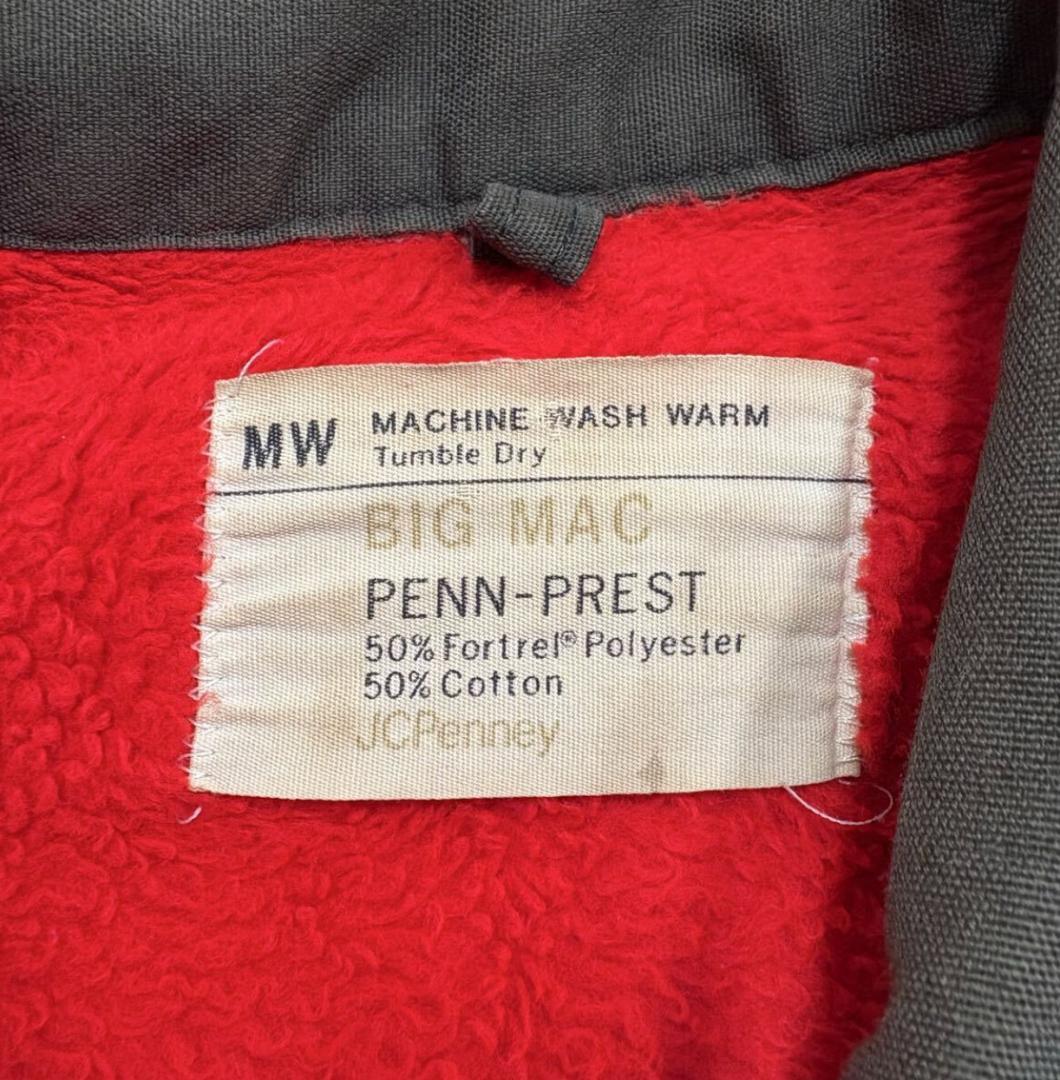 MW MACHINE WASH WARM
Tumble Dry
BIG MAC
PENN-PREST
50% Fortrel® Polyester
50% Cotton
JCPenney